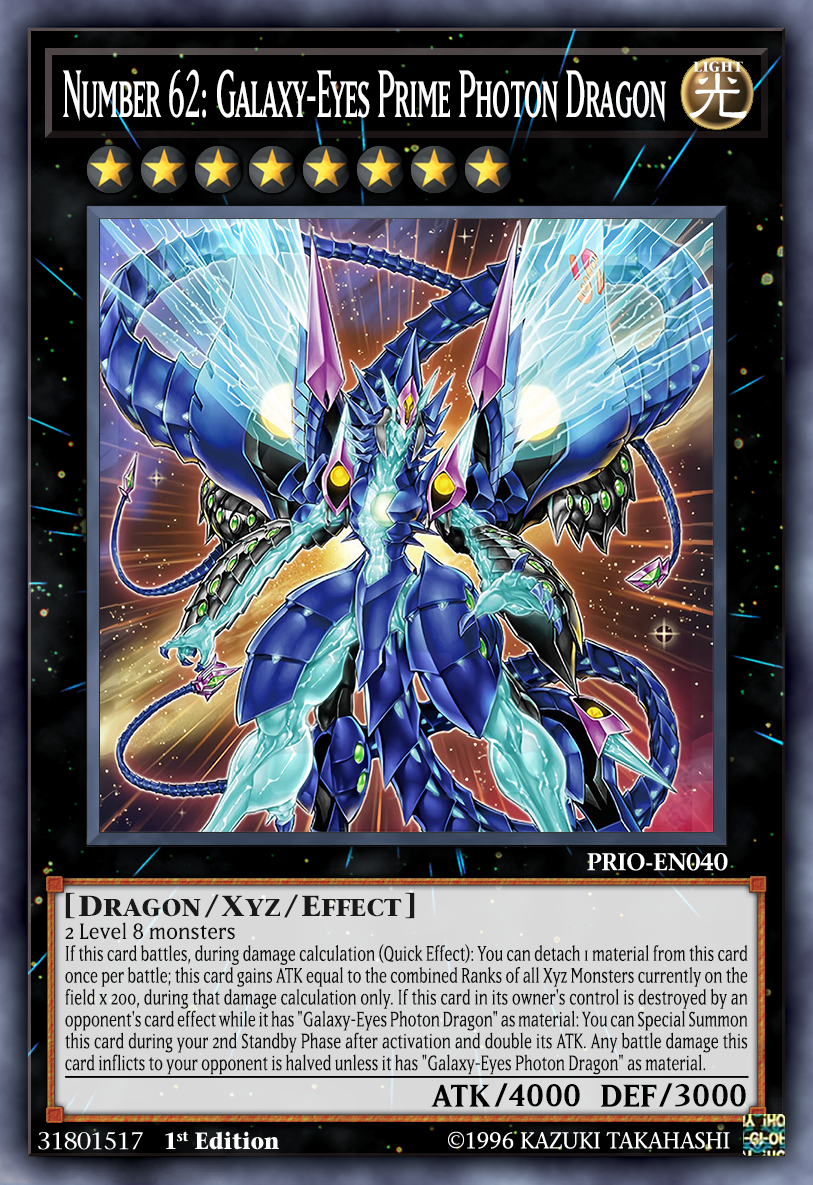 Number 62: Galaxy-Eyes Prime Photon Dragon
LIGHT
光
PRIO-EN040
[Dragon/Xyz/Effect]
2 Level 8 monsters
If this card battles, during damage calculation (Quick Effect): You can detach 1 material from this card
once per battle; this card gains ATK equal to the combined Ranks of all Xyz Monsters currently on the
field x 200, during that damage calculation only. If this card in its owner's control is destroyed by an
opponent's card effect while it has "Galaxy-Eyes Photon Dragon" as material: You can Special Summon
this card during your 2nd Standby Phase after activation and double its ATK. Any battle damage this
card inflicts to your opponent is halved unless it has "Galaxy-Eyes Photon Dragon" as material.
ATK/4000 DEF/3000
31801517 1st Edition ©1996 KAZUKI TAKAHASHI